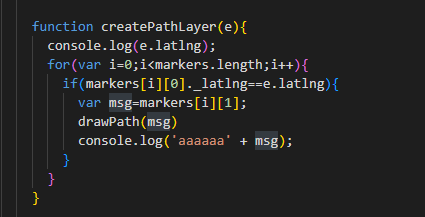 function createPathLayer(e){
console.log(e.latlng);
for(var i=0;i<markers.length;i++){
if(markers[i][0]._latlng==e.latlng){
var msg=markers[i][1];
drawPath(msg)
console.log('aaaaaa' + msg);
}
}
}